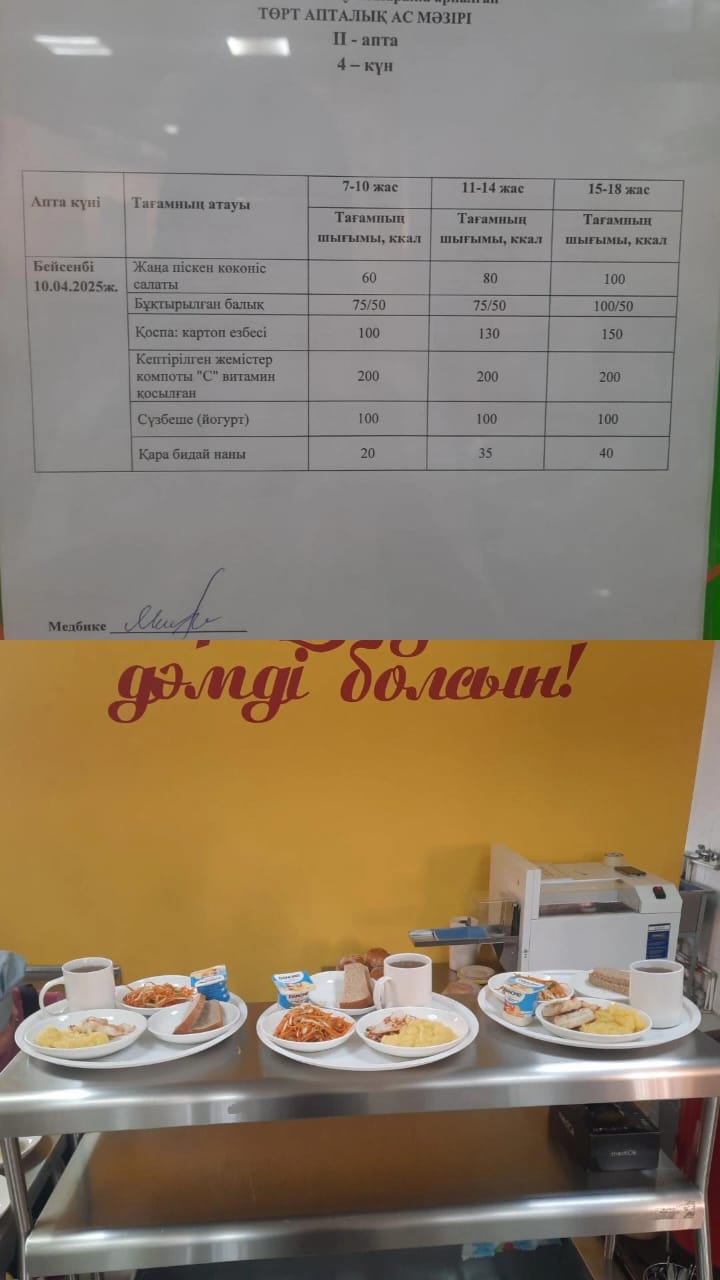 ТӨРТ АПТАЛЫҚ АС МӘЗІРІ
II - апта
4 – күн
Апта күні
Тағамның атауы
7-10 жас
11-14 жас
15-18 жас
Тағамның шығымы, ккал
Тағамның шығымы, ккал
Тағамның шығымы, ккал
Бейсенбі
10.04.2025ж.
Жаңа піскен көкөніс
салаты
60
80
100
Бұқтырылған балық
75/50
75/50
100/50
Қоспа: картоп езбесі
100
130
150
Кептірілген жемістер
компоты "С" витамин
қосылған
200
200
200
Сүзбеше (йогурт)
100
100
100
Қара бидай наны
20
35
40
Медбике
дәмді болсын!